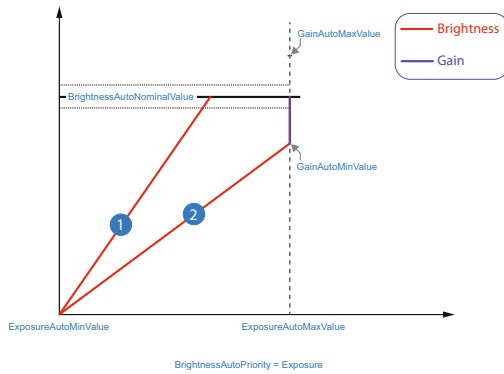 GainAutoMaxValue
Brightness
Gain
BrightnessAutoNominalValue
GainAutoMinValue
1
2
ExposureAutoMinValue
ExposureAutoMaxValue
BrightnessAutoPriority = Exposure